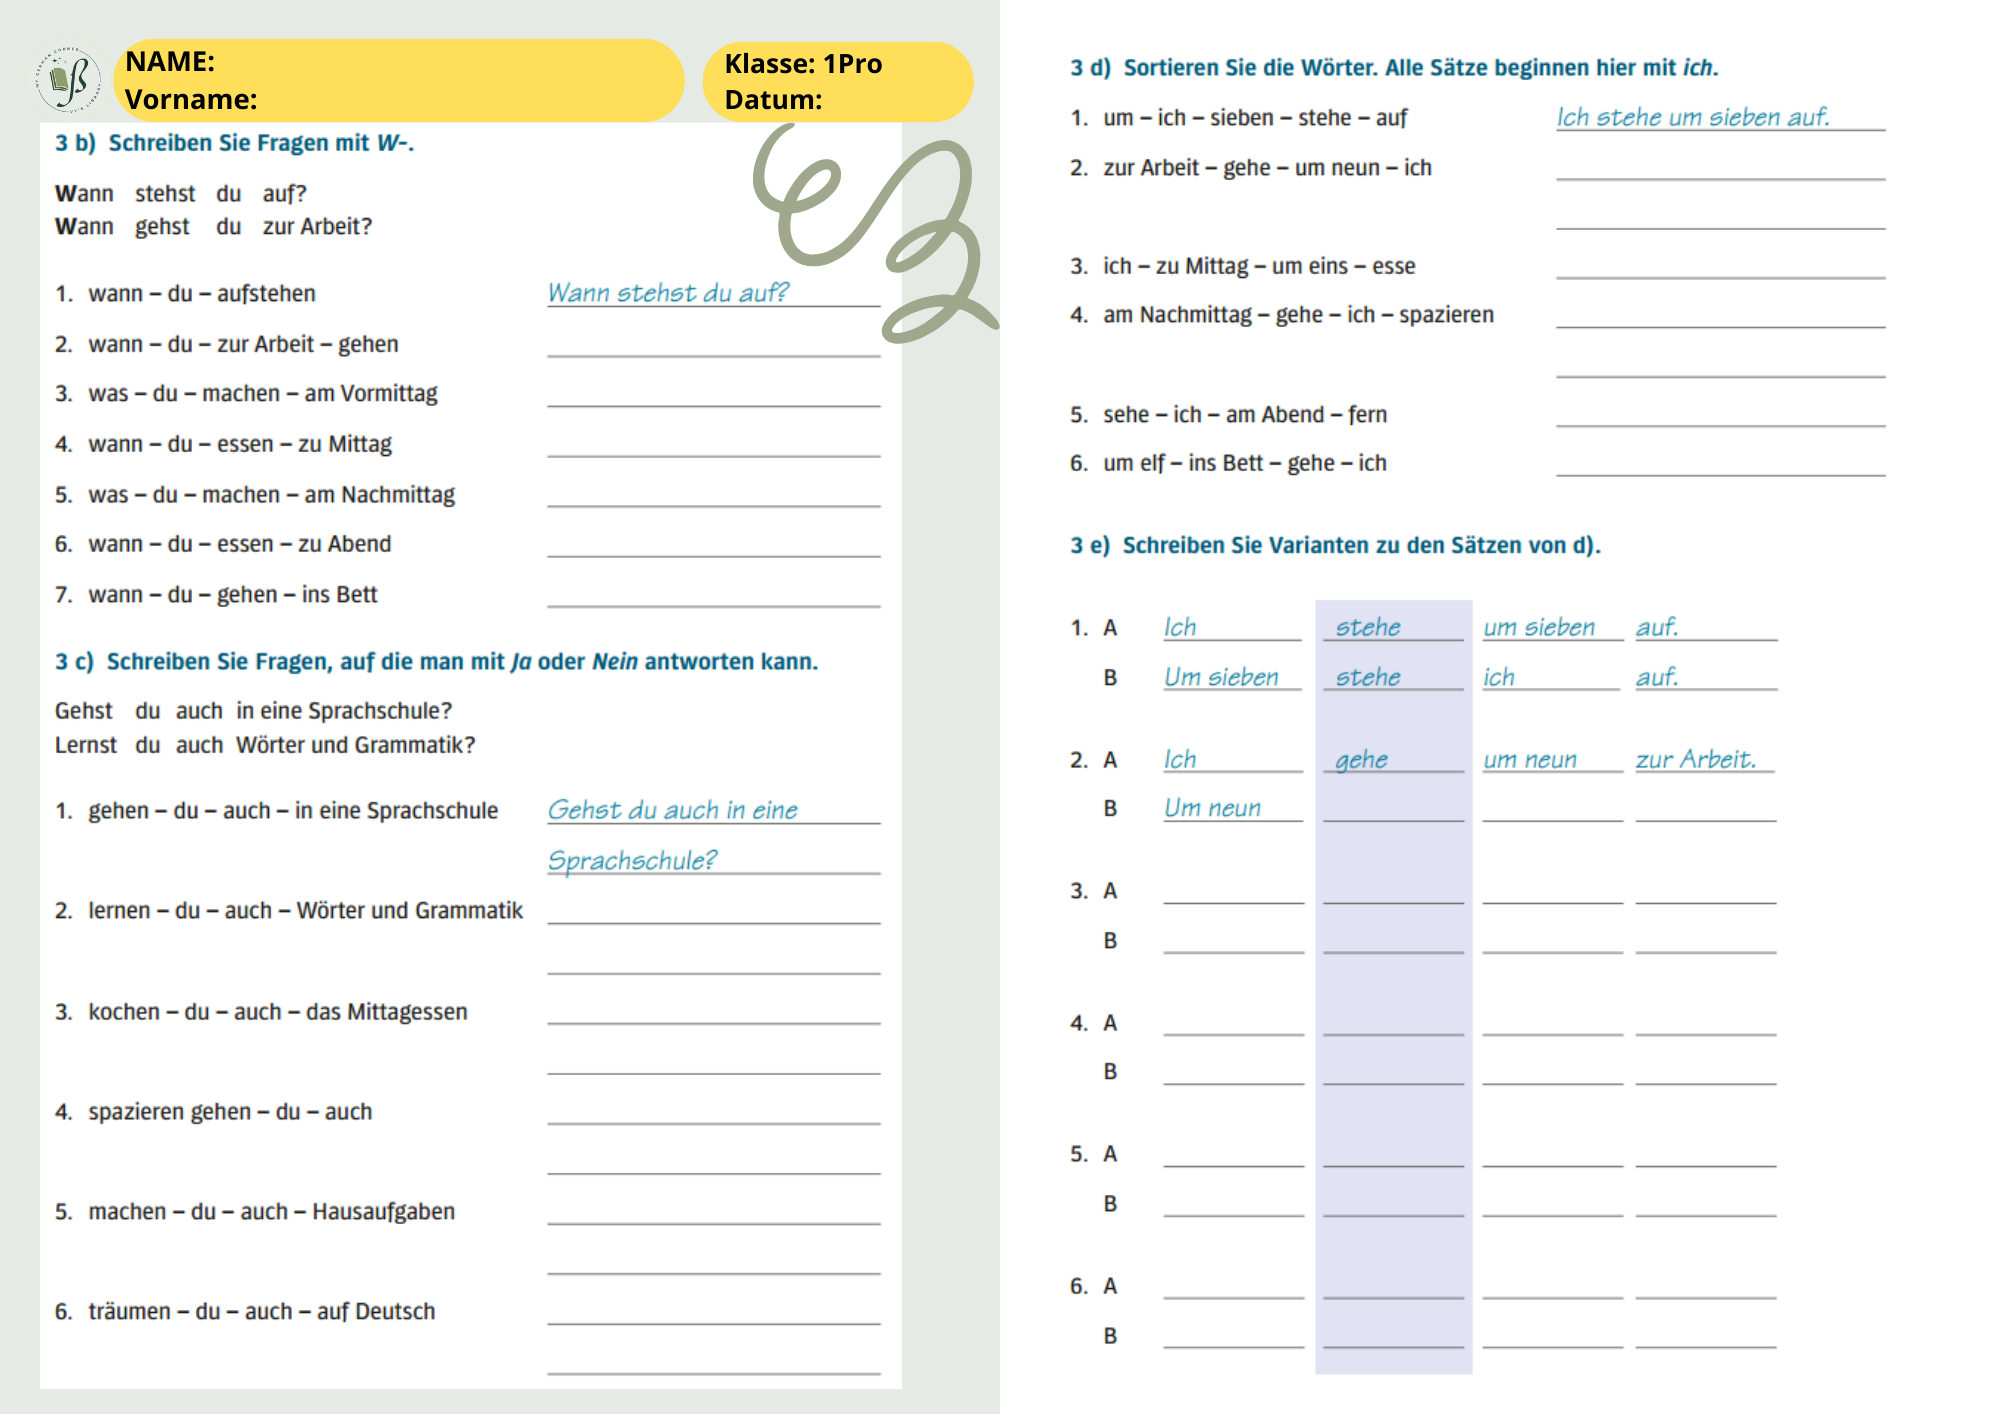 NAME:
Vorname:
Klasse: 1Pro
Datum:
3 b) Schreiben Sie Fragen mit W-.
Wann stehst du auf?
Wann gehst du zur Arbeit?
1. wann – du – aufstehen Wann stehst du auf?
2. wann – du – zur Arbeit – gehen
3. was – du – machen – am Vormittag
4. wann – du – essen – zu Mittag
5. was – du – machen – am Nachmittag
6. wann – du – essen – zu Abend
7. wann – du – gehen – ins Bett
3 c) Schreiben Sie Fragen, auf die man mit Ja oder Nein antworten kann.
Gehst du auch in eine Sprachschule?
Lernst du auch Wörter und Grammatik?
1. gehen – du – auch – in eine Sprachschule Gehst du auch in eine
Sprachschule?
2. lernen – du – auch – Wörter und Grammatik
3. kochen – du – auch – das Mittagessen
4. spazieren gehen – du – auch
5. machen – du – auch – Hausaufgaben
6. träumen – du – auch – auf Deutsch
3 d) Sortieren Sie die Wörter. Alle Sätze beginnen hier mit ich.
1. um – ich – sieben – stehe – auf Ich stehe um sieben auf.
2. zur Arbeit – gehe – um neun – ich
3. ich – zu Mittag – um eins – esse
4. am Nachmittag – gehe – ich – spazieren
5. sehe – ich – am Abend – fern
6. um elf – ins Bett – gehe – ich
3 e) Schreiben Sie Varianten zu den Sätzen von d).
1. A Ich stehe um sieben auf.
B Um sieben stehe ich auf.
2. A Ich gehe um neun zur Arbeit.
B Um neun
3. A
B
4. A
B
5. A
B
6. A
B